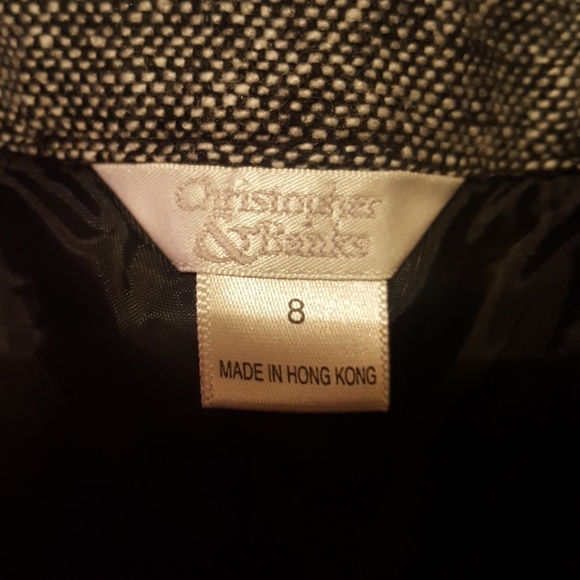 Christopher
& Banks
8
MADE IN HONG KONG